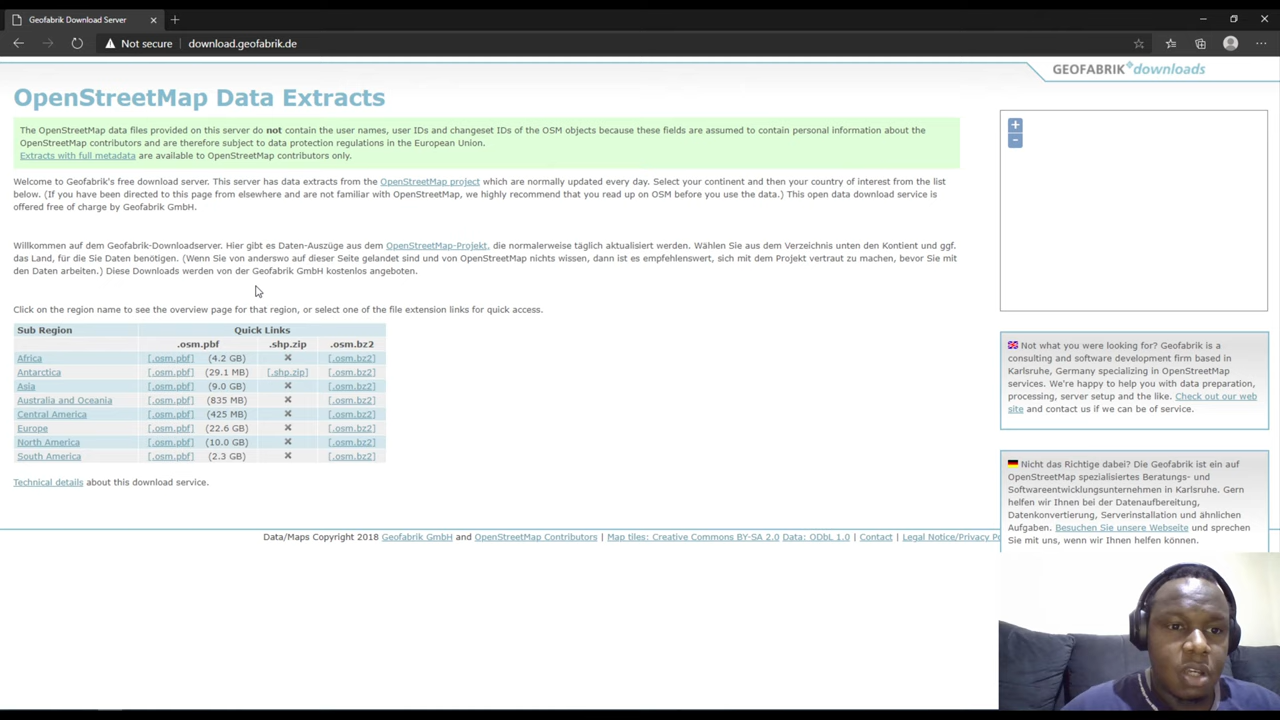 Geofabrik Download Server
Not secure
download.geofabrik.de
GEOFABRIK downloads
OpenStreetMap Data Extracts
The OpenStreetMap data files provided on this server do not contain the user names, user IDs and changeset IDs of the OSM objects because these fields are assumed to contain personal information about the
OpenStreetMap contributors and are therefore subject to data protection regulations in the European Union.
Extracts with full metadata are available to OpenStreetMap contributors only.
Welcome to Geofabrik's free download server. This server has data extracts from the OpenStreetMap project which are normally updated every day. Select your continent and then your country of interest from the list
below. (If you have been directed to this page from elsewhere and are not familiar with OpenStreetMap, we highly recommend that you read up on OSM before you use the data.) This open data download service is
offered free of charge by Geofabrik GmbH.
Willkommen auf dem Geofabrik-Downloadserver. Hier gibt es Daten-Auszüge aus dem OpenStreetMap-Projekt, die normalerweise täglich aktualisiert werden. Wählen Sie aus dem Verzeichnis unten den Kontient und ggf.
das Land, für die Sie Daten benötigen. (Wenn Sie von anderswo auf dieser Seite gelandet sind und von OpenStreetMap nichts wissen, dann ist es empfehlenswert, sich mit dem Projekt vertraut zu machen, bevor Sie mit
den Daten arbeiten.) Diese Downloads werden von der Geofabrik GmbH kostenlos angeboten.
Click on the region name to see the overview page for that region, or select one of the file extension links for quick access.
Sub Region Quick Links
.osm.pbf .shp.zip .osm.bz2
Africa [.osm.pbf] (4.2 GB) ✘ [.osm.bz2]
Antarctica [.osm.pbf] (29.1 MB) [.shp.zip] [.osm.bz2]
Asia [.osm.pbf] (9.0 GB) ✘ [.osm.bz2]
Australia and Oceania [.osm.pbf] (835 MB) ✘ [.osm.bz2]
Central America [.osm.pbf] (425 MB) ✘ [.osm.bz2]
Europe [.osm.pbf] (22.6 GB) ✘ [.osm.bz2]
North America [.osm.pbf] (10.0 GB) ✘ [.osm.bz2]
South America [.osm.pbf] (2.3 GB) ✘ [.osm.bz2]
Technical details about this download service.
+
-
Not what you were looking for? Geofabrik is a
consulting and software development firm based in
Karlsruhe, Germany specializing in OpenStreetMap
services. We're happy to help you with data preparation,
processing, server setup and the like. Check out our web
site and contact us if we can be of service.
Nicht das Richtige dabei? Die Geofabrik ist ein auf
OpenStreetMap spezialisiertes Beratungs- und
Softwareentwicklungsunternehmen in Karlsruhe. Gern
helfen wir Ihnen bei der Datenaufbereitung,
Datenkonvertierung, Serverinstallation und ähnlichen
Aufgaben. Besuchen Sie unsere Webseite und sprechen
Sie mit uns, wenn wir Ihnen helfen können.
Data/Maps Copyright 2018 Geofabrik GmbH and OpenStreetMap Contributors | Map tiles: Creative Commons BY-SA 2.0 Data: ODbL 1.0 | Contact | Legal Notice/Privacy